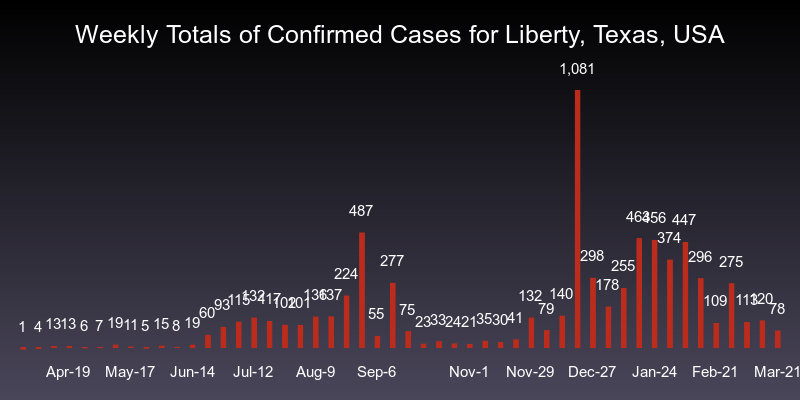 Weekly Totals of Confirmed Cases for Liberty, Texas, USA
1,081
487
463 456 447
374
277 298 296 275
224 255
178
132 140
60 93 115 132 117 102 101 136 137 55 75 79 109 113 120 78
1 4 13 13 6 7 19 11 5 15 8 19 23 33 24 21 35 30 41
Apr-19 May-17 Jun-14 Jul-12 Aug-9 Sep-6 Nov-1 Nov-29 Dec-27 Jan-24 Feb-21 Mar-21